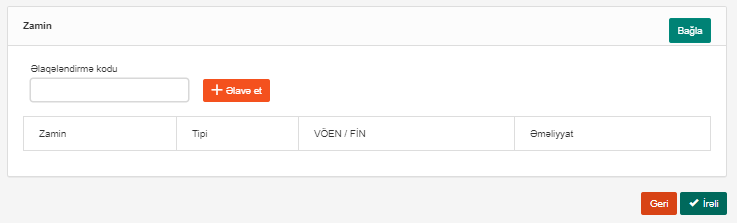 Zamin
Bağla
Əlaqələndirmə kodu
Əlavə et
Zamin Tipi VÖEN / FİN Əməliyyat
Geri İrəli